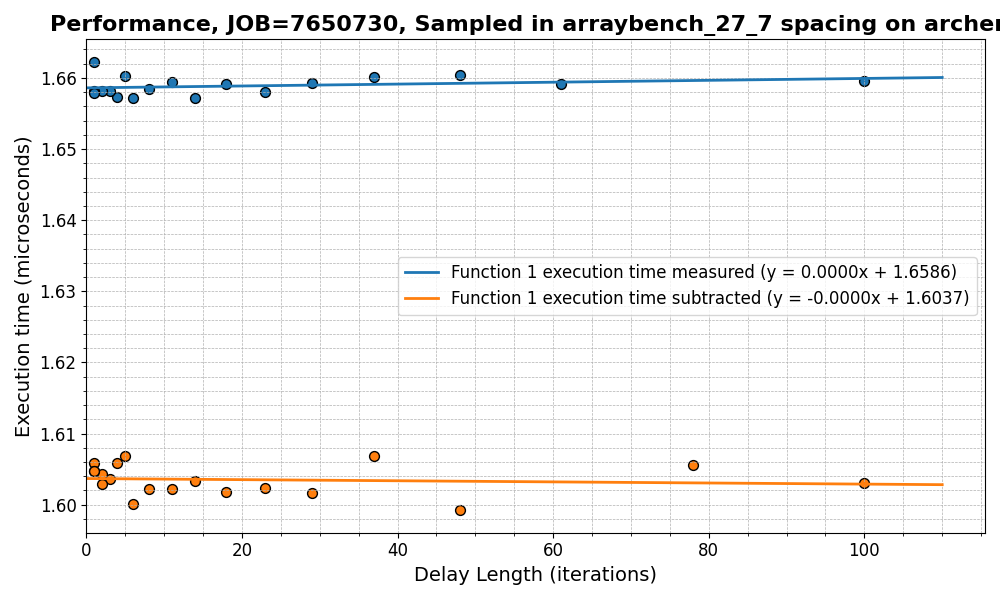 Performance, JOB=7650730, Sampled in arraybench_27_7 spacing on archer
1.66
1.65
1.64
1.63
1.62
1.61
1.60
Execution time (microseconds)
Function 1 execution time measured (y = 0.0000x + 1.6586)
Function 1 execution time subtracted (y = -0.0000x + 1.6037)
0 20 40 60 80 100
Delay Length (iterations)